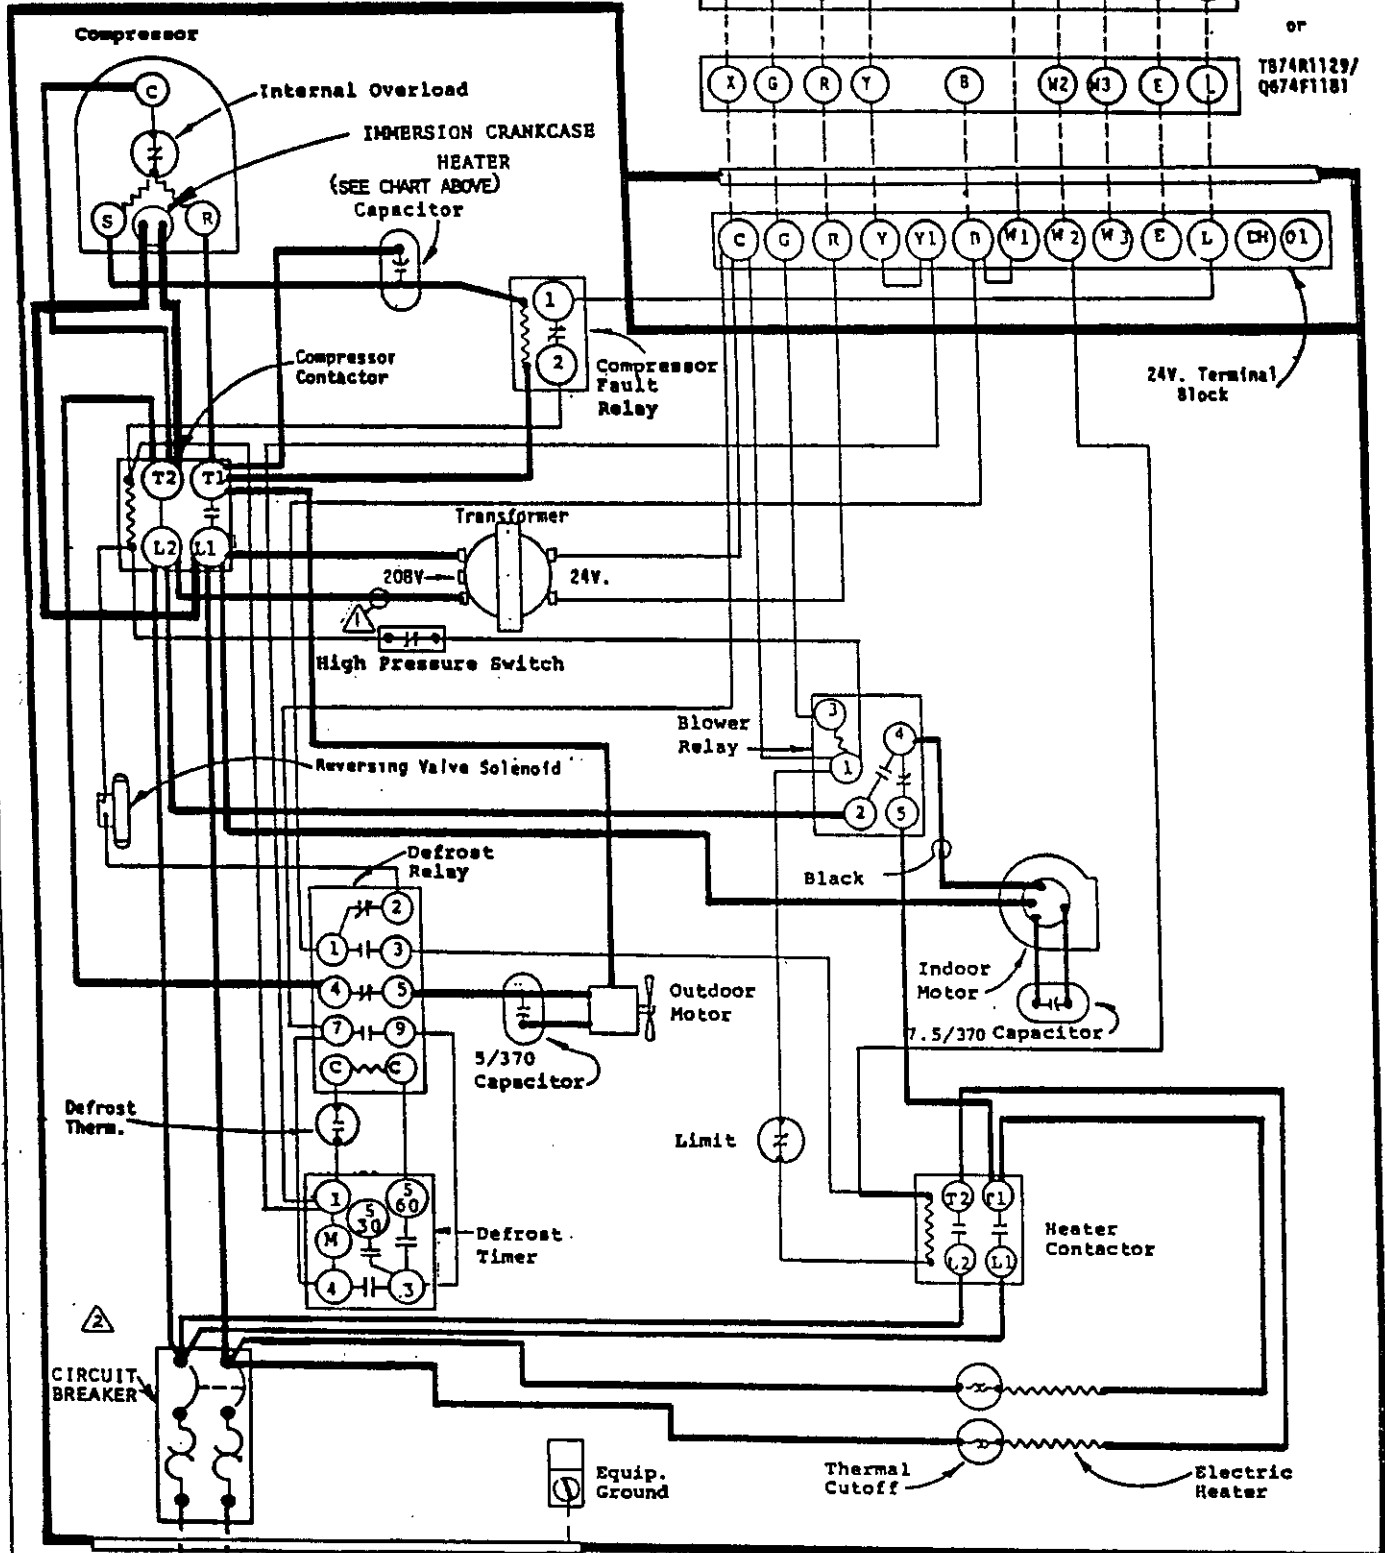 Compressor
or
T874R1129/
Q674F1181
X G R Y B W2 W3 E L
C
Internal Overload
IMMERSION CRANKCASE
HEATER
(SEE CHART ABOVE)
Capacitor
S R
C G R Y Y1 B W1 W2 W3 E L CH O1
1
2
Compressor
Fault
Relay
Compressor
Contactor
24V. Terminal
Block
T2 T1
L2 L1
Transformer
208V
24V.
1
High Pressure Switch
Blower
Relay
3
4
1
2 5
Reversing Valve Solenoid
Defrost
Relay
Black
2
1 3
4 5
7 9
C C
Outdoor
Motor
5/370
Capacitor
Indoor
Motor
7.5/370 Capacitor
Defrost
Therm.
Limit
1
S
30
S
60
M
4 3
Defrost
Timer
T2 T1
L2 L1
Heater
Contactor
2
CIRCUIT
BREAKER
Equip.
Ground
Thermal
Cutoff
Electric
Heater